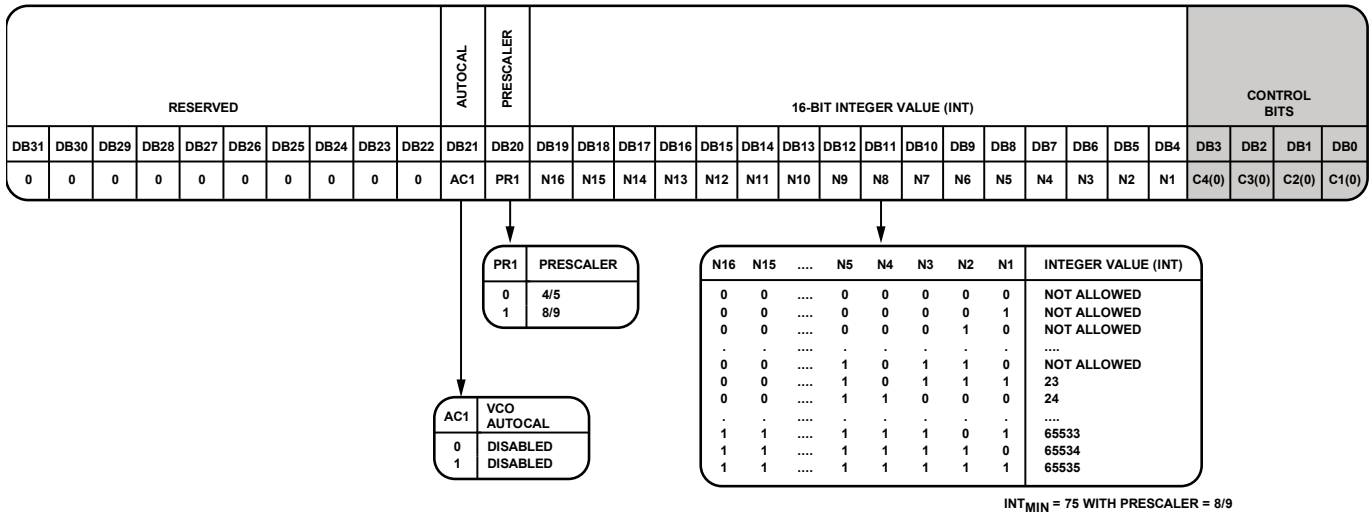 RESERVED
AUTOCAL
PRESCALER
16-BIT INTEGER VALUE (INT)
CONTROL
BITS
DB31 DB30 DB29 DB28 DB27 DB26 DB25 DB24 DB23 DB22 DB21 DB20 DB19 DB18 DB17 DB16 DB15 DB14 DB13 DB12 DB11 DB10 DB9 DB8 DB7 DB6 DB5 DB4 DB3 DB2 DB1 DB0
0 0 0 0 0 0 0 0 0 0 AC1 PR1 N16 N15 N14 N13 N12 N11 N10 N9 N8 N7 N6 N5 N4 N3 N2 N1 C4(0) C3(0) C2(0) C1(0)
PR1 PRESCALER
0 4/5
1 8/9
AC1 VCO
AUTOCAL
0 DISABLED
1 DISABLED
N16 N15 .... N5 N4 N3 N2 N1 INTEGER VALUE (INT)
0 0 .... 0 0 0 0 0 NOT ALLOWED
0 0 .... 0 0 0 0 1 NOT ALLOWED
0 0 .... 0 0 0 1 0 NOT ALLOWED
. . .... . . . . . ....
0 0 .... 1 0 1 1 0 NOT ALLOWED
0 0 .... 1 0 1 1 1 23
0 0 .... 1 1 0 0 0 24
. . .... . . . . . ....
1 1 .... 1 1 1 0 1 65533
1 1 .... 1 1 1 1 0 65534
1 1 .... 1 1 1 1 1 65535
INTMIN = 75 WITH PRESCALER = 8/9